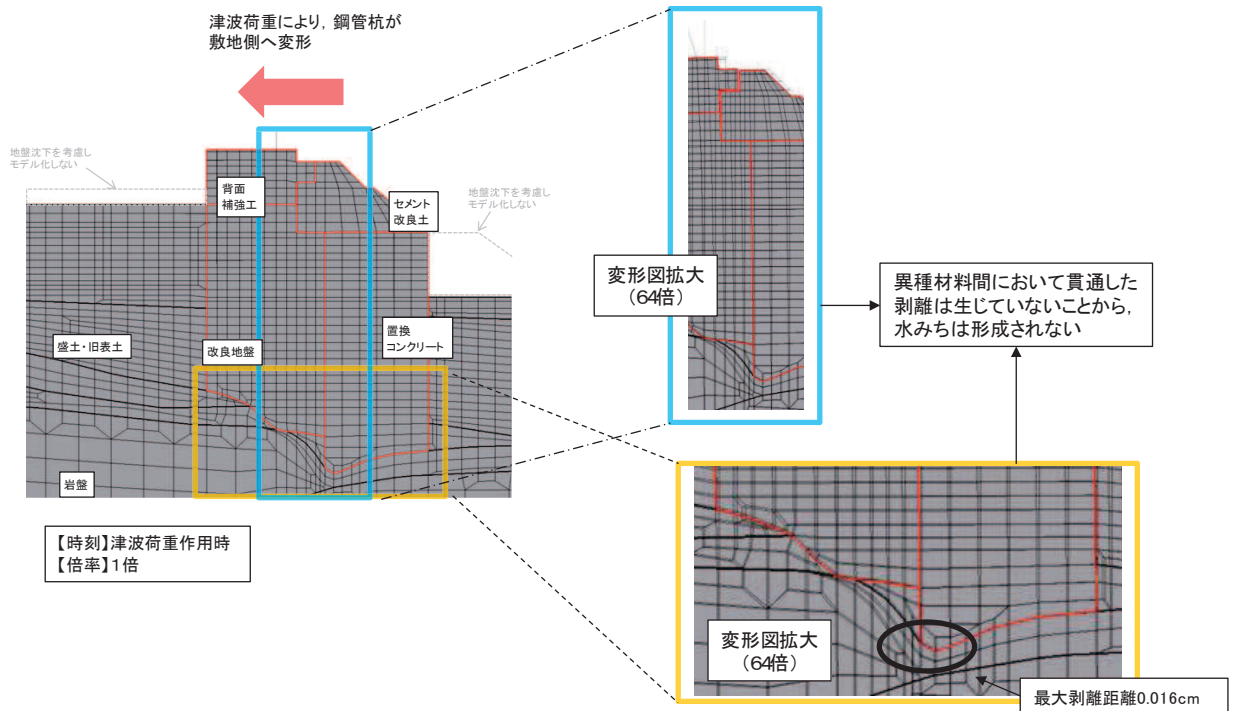 津波荷重により，鋼管杭が
敷地側へ変形
地盤沈下を考慮し
モデル化しない
背面
補強工
セメント
改良土
地盤沈下を考慮し
モデル化しない
盛土・旧表土
改良地盤
置換
コンクリート
岩盤
【時刻】津波荷重作用時
【倍率】1倍
変形図拡大
（64倍）
異種材料間において貫通した
剥離は生じていないことから，
水みちは形成されない
変形図拡大
（64倍）
最大剥離距離0.016cm